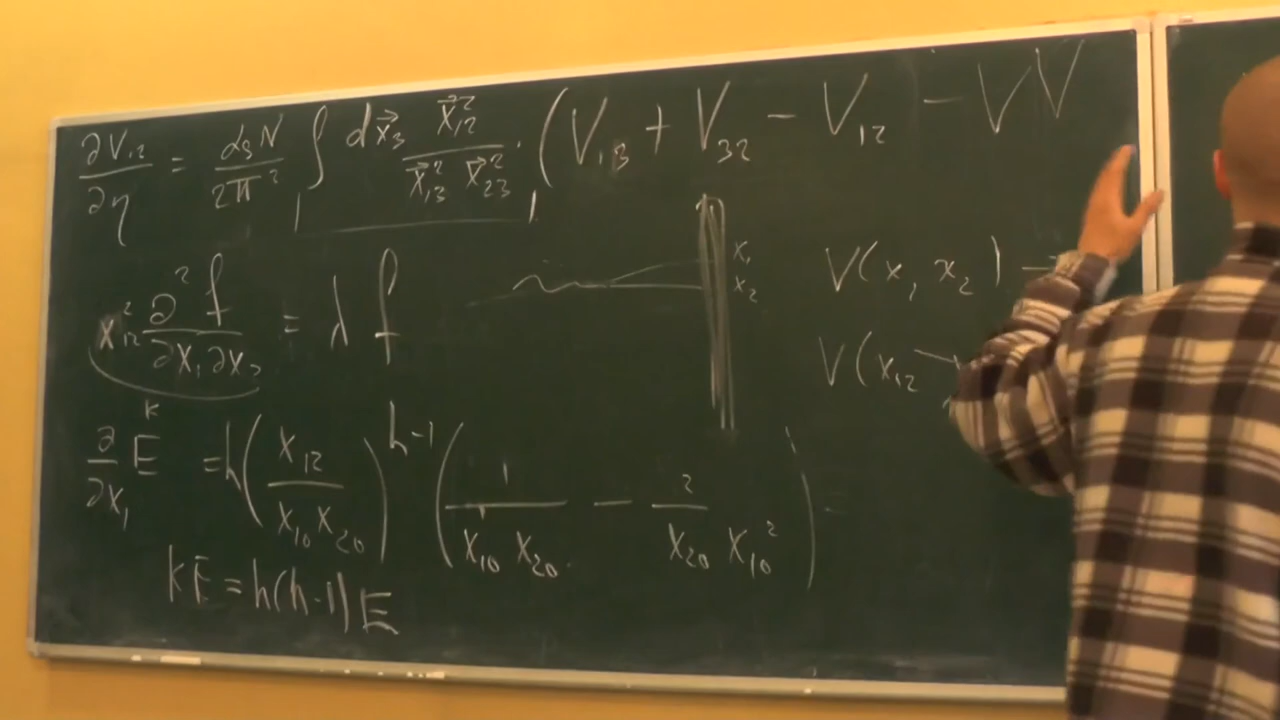 ∂V₁₂/∂η = αsN/2π² ∫ dx⃗₃ x⃗₁₂²/(x⃗₁₃² x⃗₂₃²) · (V₁₃ + V₃₂ − V₁₂ − VV
x₁
x₂
V(x₁ x₂) −
x₁₂² ∂²f/∂x₁∂x₂ = λ f
V(x₁₂
k
∂/∂x₁ E = h(x₁₂/(x₁₀ x₂₀))^(h−1) (1/(x₁₀ x₂₀) − 2/(x₂₀ x₁₀²))
KE = h(h-1)E